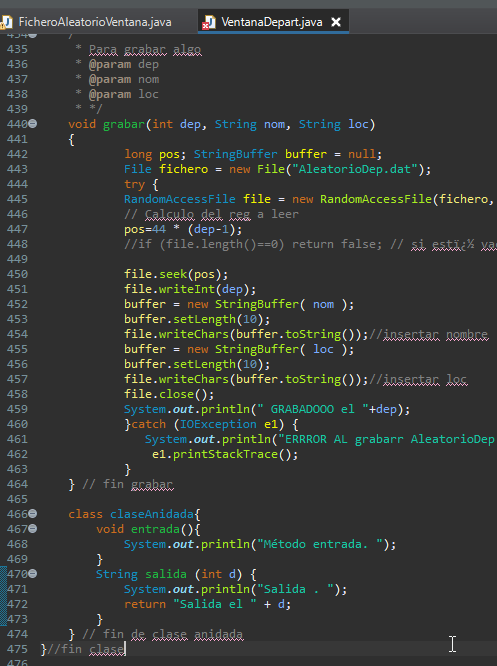 FicheroAleatorioVentana.java VentanaDepart.java
434 /
435 * Para grabar algo
436 * @param dep
437 * @param nom
438 * @param loc
439 * */
440 void grabar(int dep, String nom, String loc)
441 {
442 long pos; StringBuffer buffer = null;
443 File fichero = new File("AleatorioDep.dat");
444 try {
445 RandomAccessFile file = new RandomAccessFile(fichero,
446 // Calculo del reg a leer
447 pos=44 * (dep-1);
448 //if (file.length()==0) return false; // si estï¿½ vac
449
450 file.seek(pos);
451 file.writeInt(dep);
452 buffer = new StringBuffer( nom );
453 buffer.setLength(10);
454 file.writeChars(buffer.toString());//insertar nombre
455 buffer = new StringBuffer( loc );
456 buffer.setLength(10);
457 file.writeChars(buffer.toString());//insertar loc
458 file.close();
459 System.out.println(" GRABADOOO el "+dep);
460 }catch (IOException e1) {
461 System.out.println("ERRROR AL grabarr AleatorioDep
462 e1.printStackTrace();
463 }
464 } // fin grabar
465
466 class claseAnidada{
467 void entrada(){
468 System.out.println("Método entrada. ");
469 }
470 String salida (int d) {
471 System.out.println("Salida . ");
472 return "Salida el " + d;
473 }
474 } // fin de clase anidada
475 }//fin clase
476